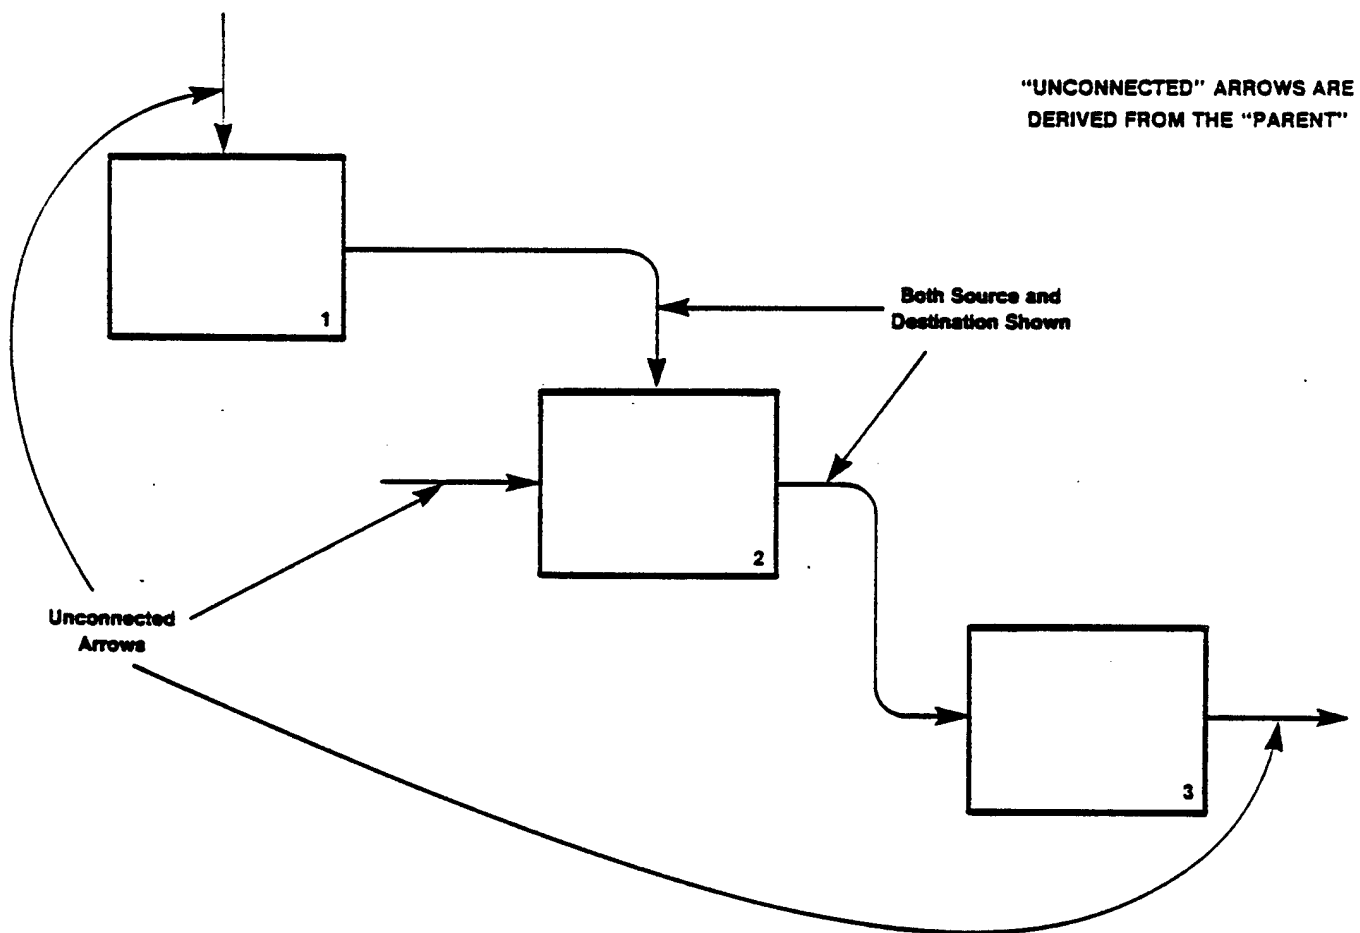 "UNCONNECTED" ARROWS ARE
DERIVED FROM THE "PARENT"
1
Both Source and
Destination Shown
2
Unconnected
Arrows
3